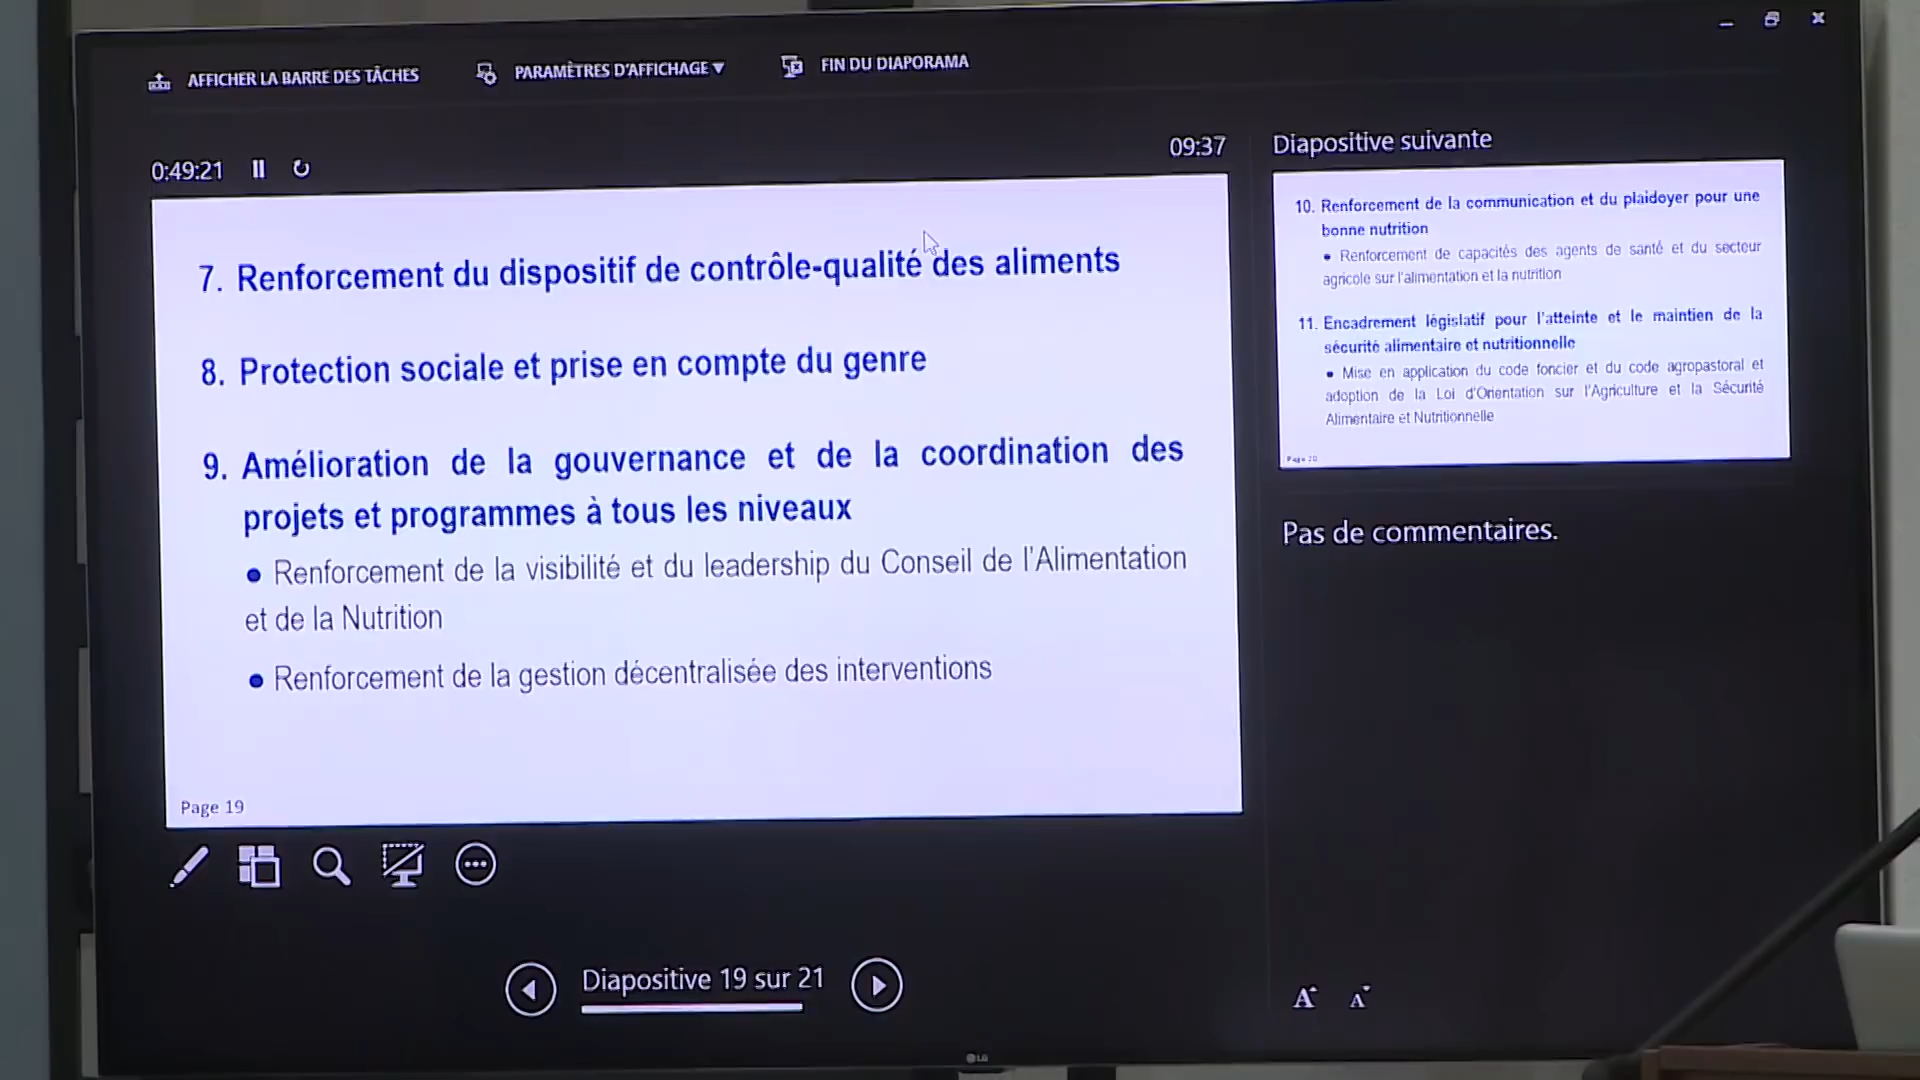 AFFICHER LA BARRE DES TÂCHES
PARAMÈTRES D'AFFICHAGE ▼
FIN DU DIAPORAMA
0:49:21
09:37
7. Renforcement du dispositif de contrôle-qualité des aliments
8. Protection sociale et prise en compte du genre
9. Amélioration de la gouvernance et de la coordination des
projets et programmes à tous les niveaux
• Renforcement de la visibilité et du leadership du Conseil de l'Alimentation
et de la Nutrition
• Renforcement de la gestion décentralisée des interventions
Page 19
Diapositive 19 sur 21
Diapositive suivante
10. Renforcement de la communication et du plaidoyer pour une
bonne nutrition
• Renforcement de capacités des agents de santé et du secteur
agricole sur l'alimentation et la nutrition
11. Encadrement législatif pour l'atteinte et le maintien de la
sécurité alimentaire et nutritionnelle
• Mise en application du code foncier et du code agropastoral et
adoption de la Loi d'Orientation sur l'Agriculture et la Sécurité
Alimentaire et Nutritionnelle
Page 20
Pas de commentaires.
A A
LG